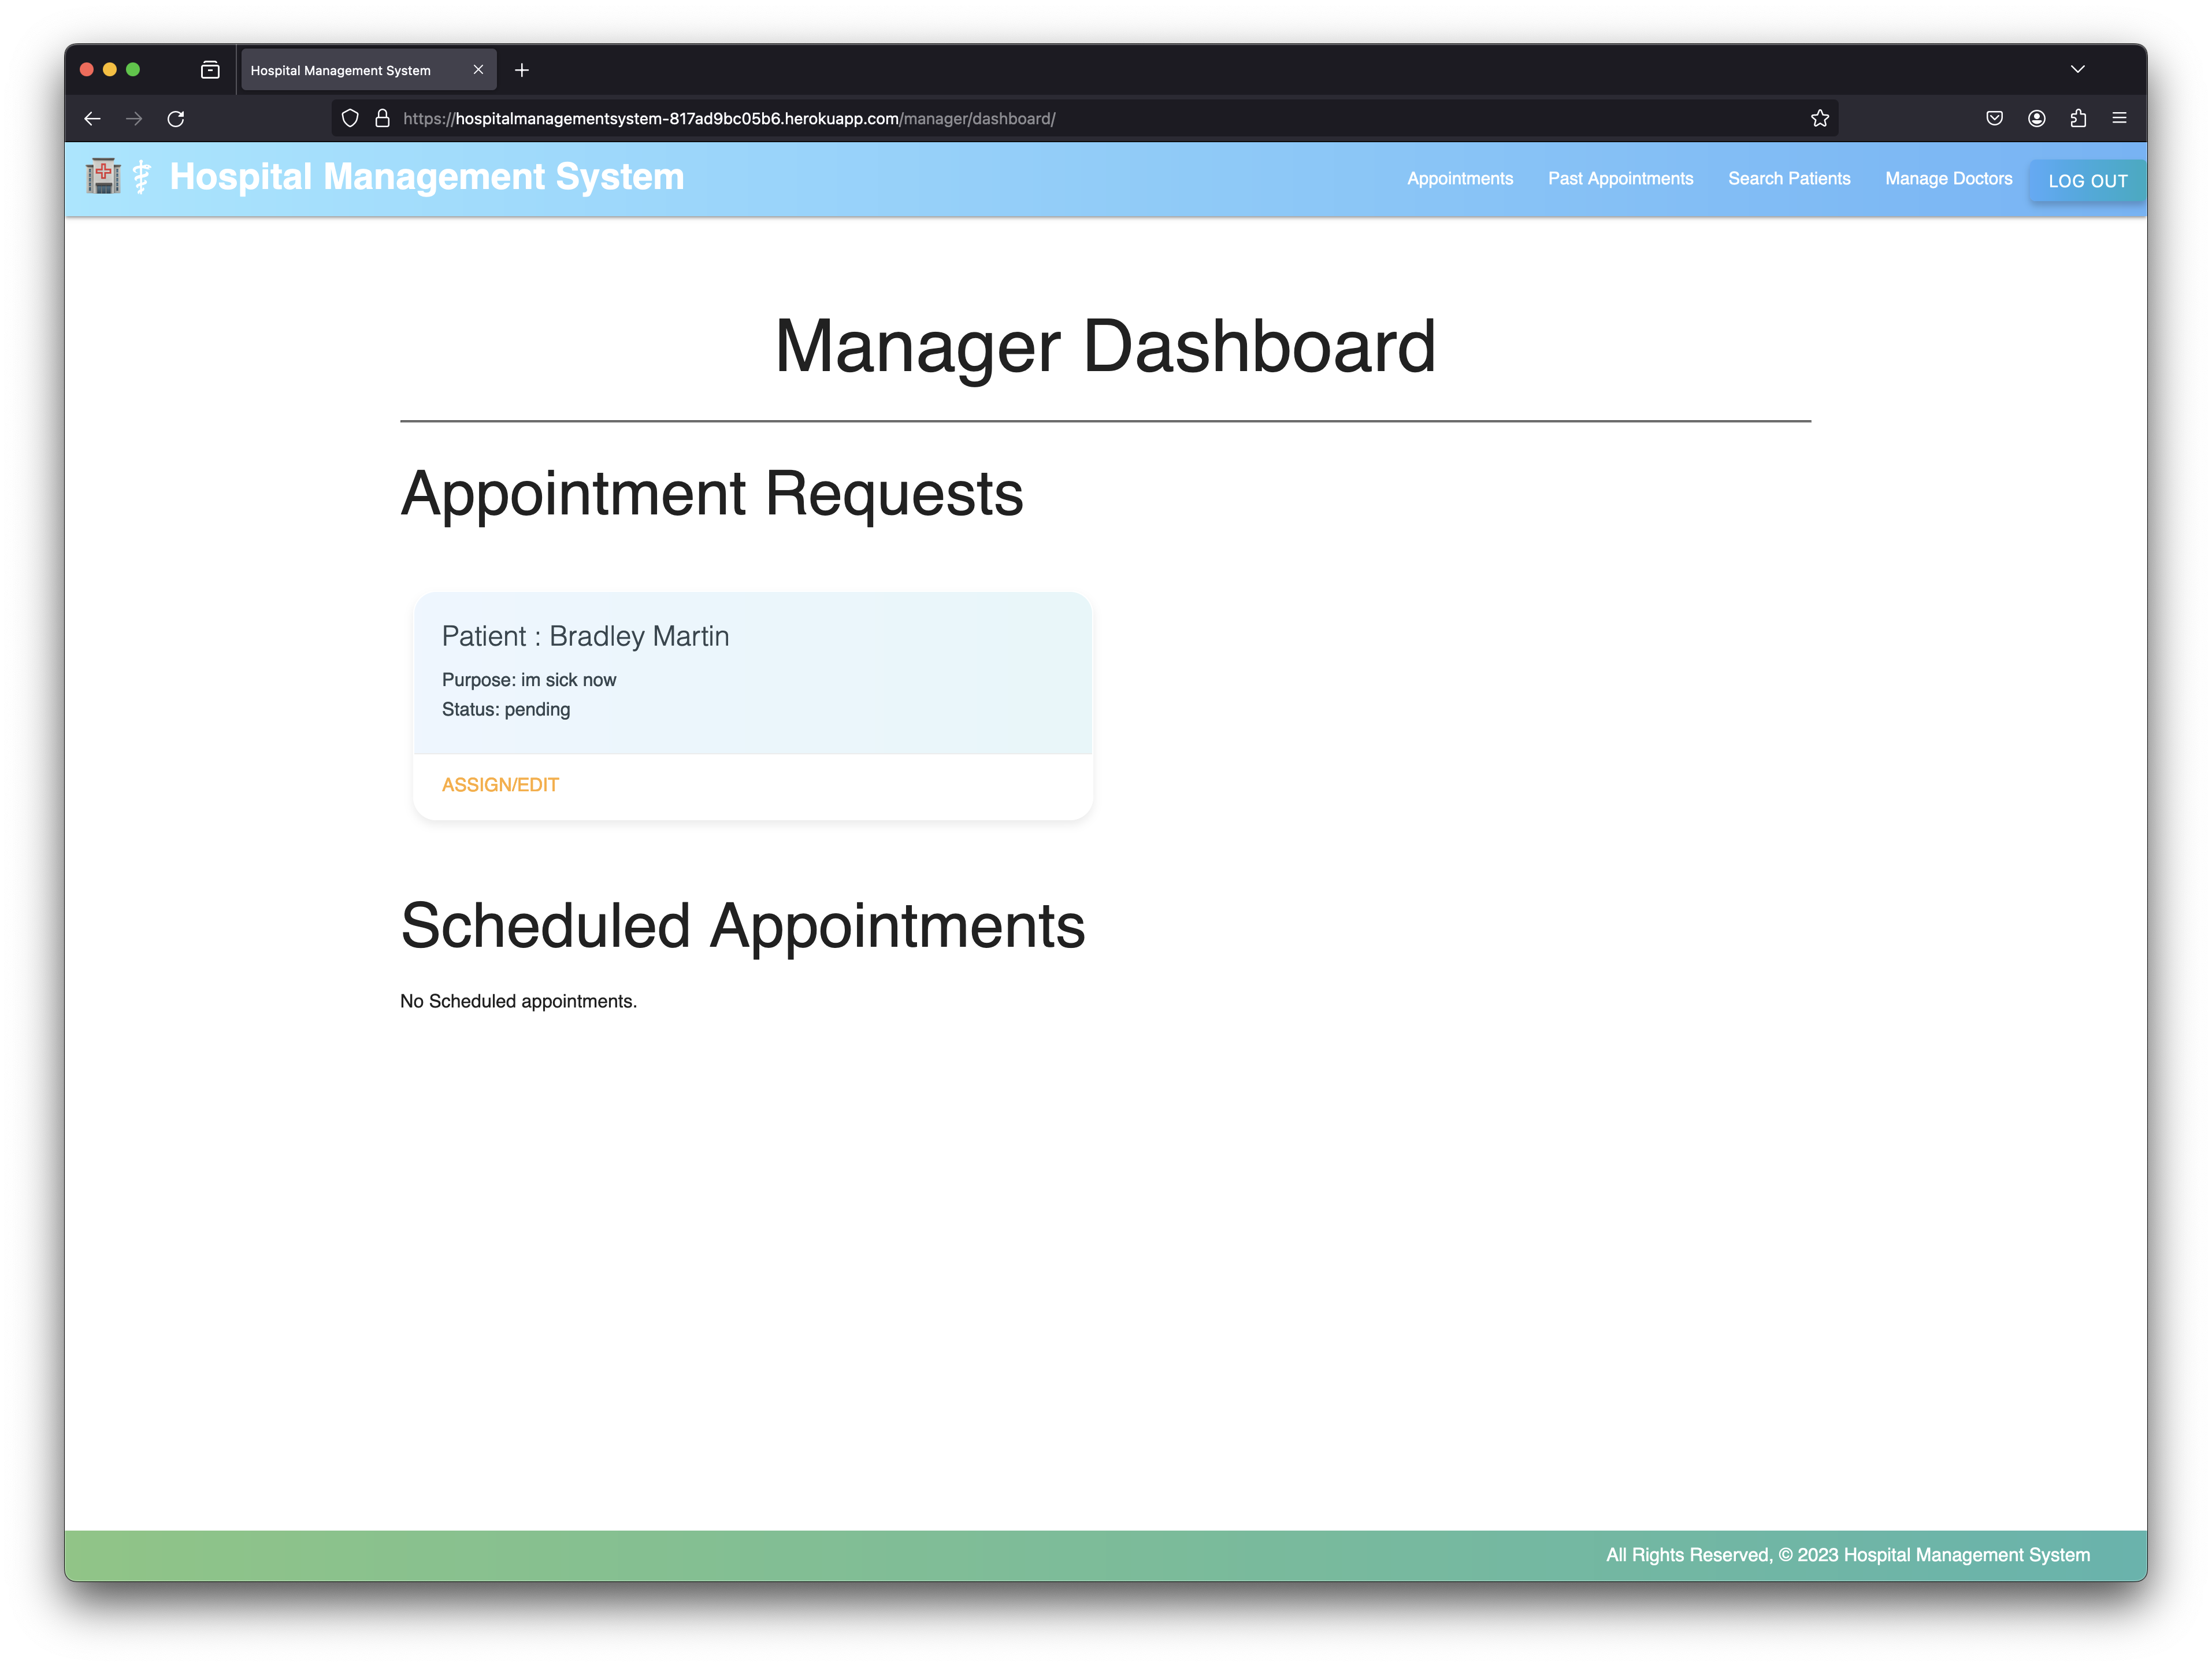 Hospital Management System
https://hospitalmanagementsystem-817ad9bc05b6.herokuapp.com/manager/dashboard/
Hospital Management System
Appointments
Past Appointments
Search Patients
Manage Doctors
LOG OUT
Manager Dashboard
Appointment Requests
Patient : Bradley Martin
Purpose: im sick now
Status: pending
ASSIGN/EDIT
Scheduled Appointments
No Scheduled appointments.
All Rights Reserved, © 2023 Hospital Management System